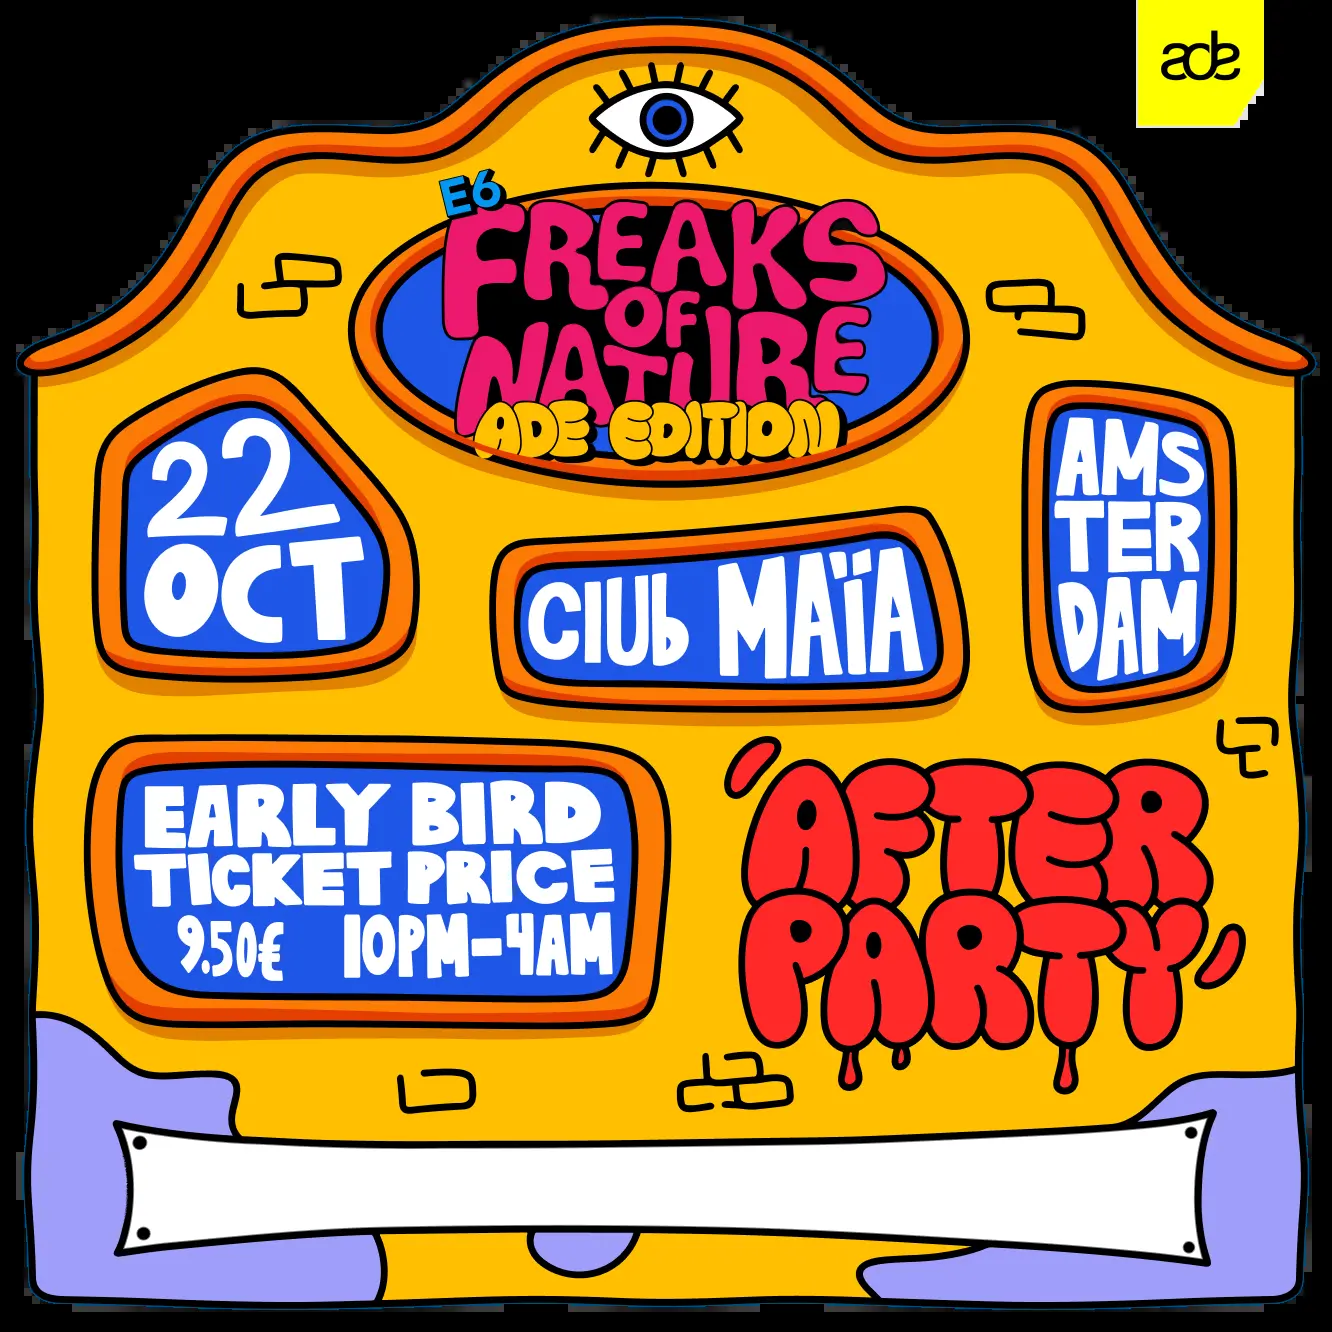 ade
E6
FREAKS
OF
NATURE
ADE EDITION
22
OCT
ClUb MAÏA
AMS
TER
DAM
EARLY BIRD
TICKET PRICE
9.50€ 10PM-4AM
AFTER
PARTY